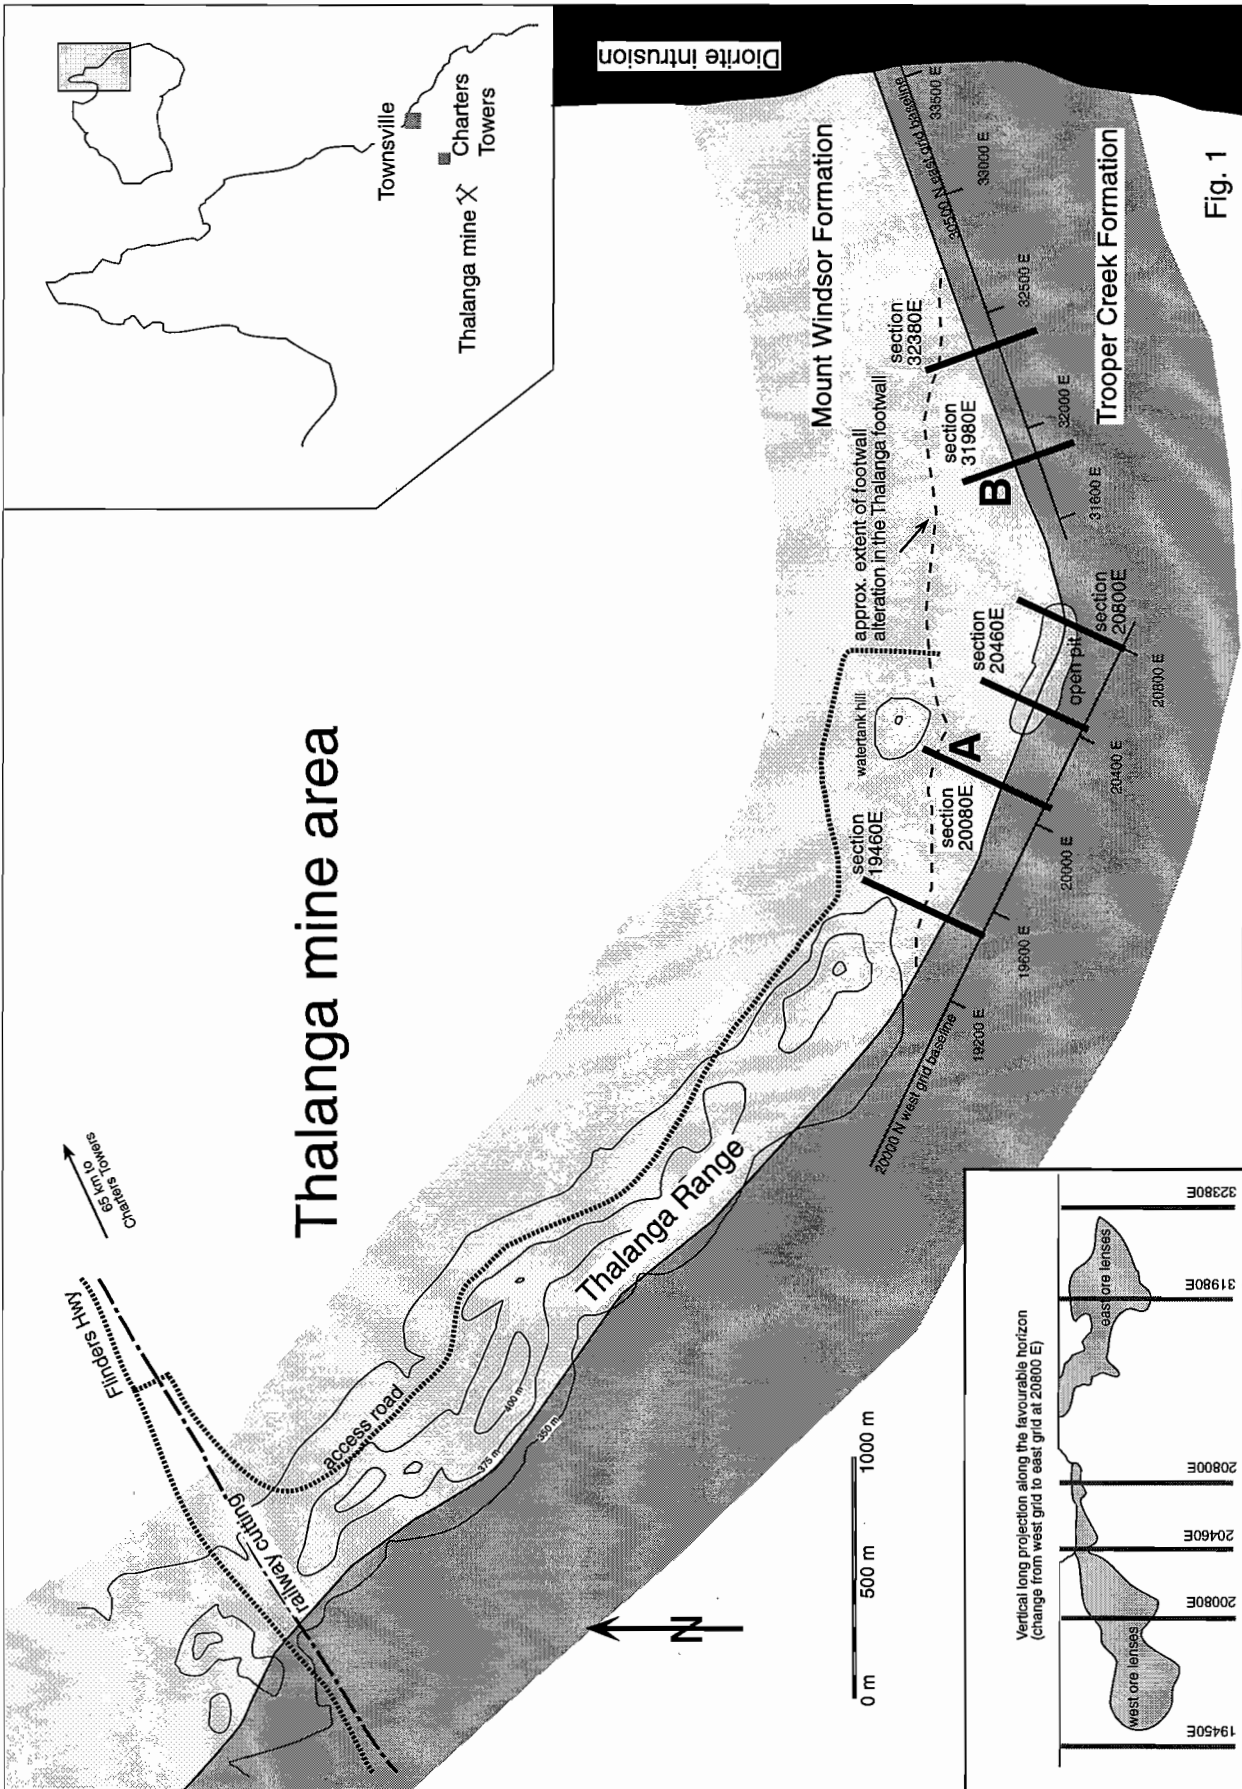 Thalanga mine area
Townsville
Charters
Towers
Thalanga mine
65 km to
Charters Towers
Flinders Hwy
railway cutting
access road
Thalanga Range
375 m
400 m
350 m
N
0 m
500 m
1000 m
Mount Windsor Formation
Trooper Creek Formation
Diorite intrusion
approx. extent of footwall
alteration in the Thalanga footwall
watertank hill
open pit
section
19460E
section
20080E
A
section
20460E
section
20800E
section
31980E
B
section
32380E
20000 N west grid baseline
19200 E
19600 E
20000 E
20400 E
20800 E
30500 N east grid baseline
31600 E
32000 E
32500 E
33000 E
33500 E
Vertical long projection along the favourable horizon
(change from west grid to east grid at 20800 E)
west ore lenses
east ore lenses
19450E
20080E
20460E
20800E
31980E
32380E
Fig. 1